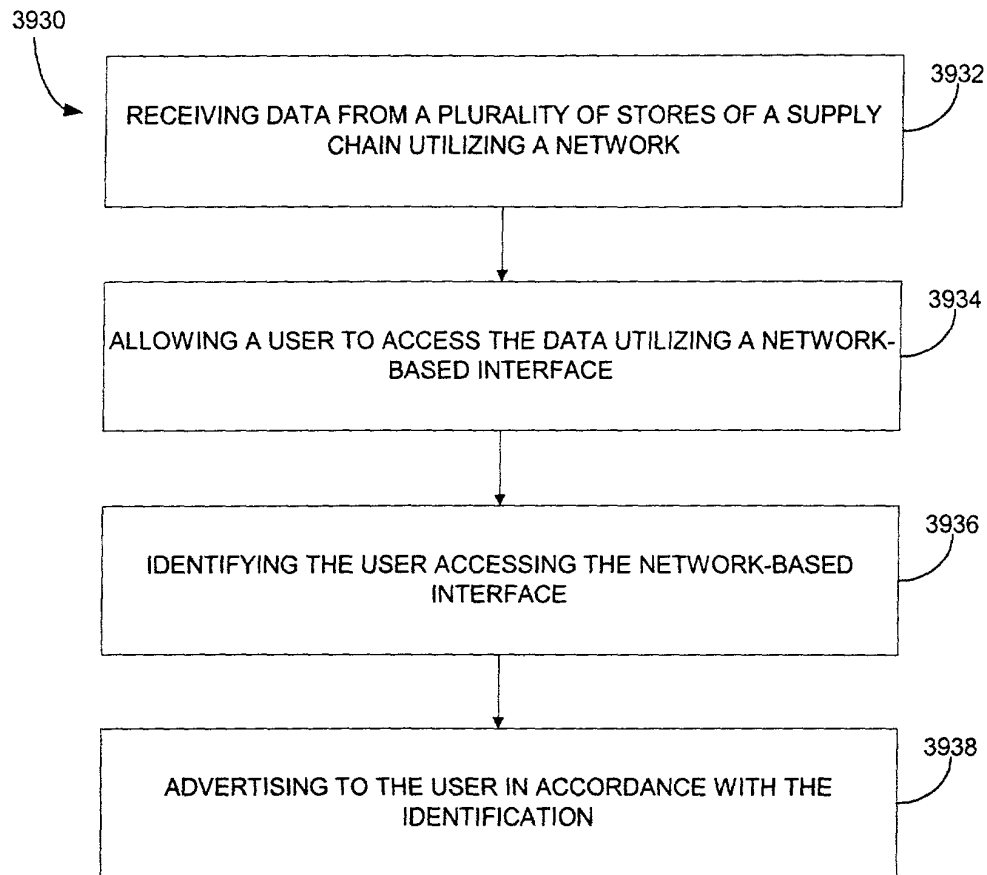 3930
3932
RECEIVING DATA FROM A PLURALITY OF STORES OF A SUPPLY
CHAIN UTILIZING A NETWORK
3934
ALLOWING A USER TO ACCESS THE DATA UTILIZING A NETWORK-
BASED INTERFACE
3936
IDENTIFYING THE USER ACCESSING THE NETWORK-BASED
INTERFACE
3938
ADVERTISING TO THE USER IN ACCORDANCE WITH THE
IDENTIFICATION